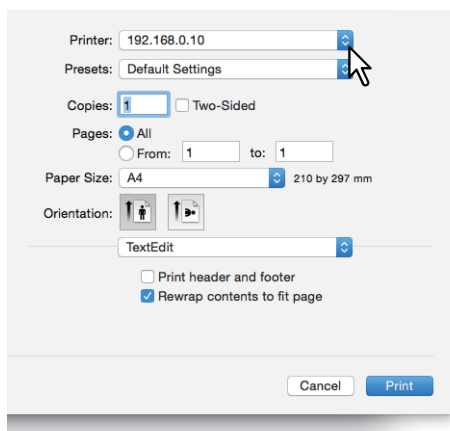 Printer: 192.168.0.10
Presets: Default Settings
Copies: 1 Two-Sided
Pages: All
From: 1 to: 1
Paper Size: A4 210 by 297 mm
Orientation:
TextEdit
Print header and footer
Rewrap contents to fit page
Cancel Print